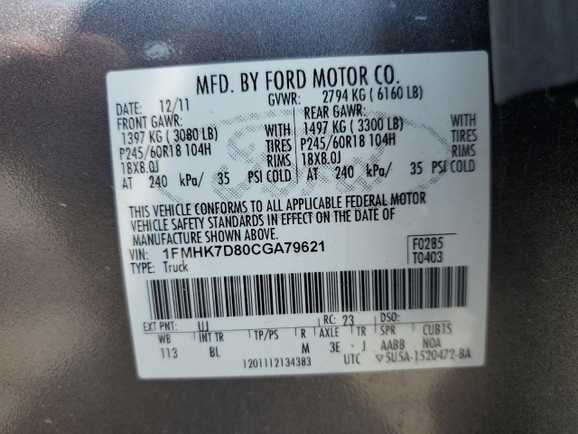 MFD. BY FORD MOTOR CO.
DATE: 12/11 GVWR: 2794 KG ( 6160 LB)
FRONT GAWR: REAR GAWR:
1397 KG ( 3080 LB) WITH 1497 KG ( 3300 LB) WITH
P245/60R18 104H TIRES P245/60R18 104H TIRES
18X8.0J RIMS 18X8.0J RIMS
AT 240 kPa/ 35 PSI COLD AT 240 kPa/ 35 PSI COLD
THIS VEHICLE CONFORMS TO ALL APPLICABLE FEDERAL MOTOR
VEHICLE SAFETY STANDARDS IN EFFECT ON THE DATE OF
MANUFACTURE SHOWN ABOVE.
VIN: 1FMHK7D80CGA79621 F0285
TYPE: Truck T0403
EXT PNT: UJ RC: 23 DSO:
WB INT TR TP/PS R AXLE TR SPR CUBIS
113 BL M 3E J AABB NOA
1201112134383 UTC ▽5U5A-1520472-BA